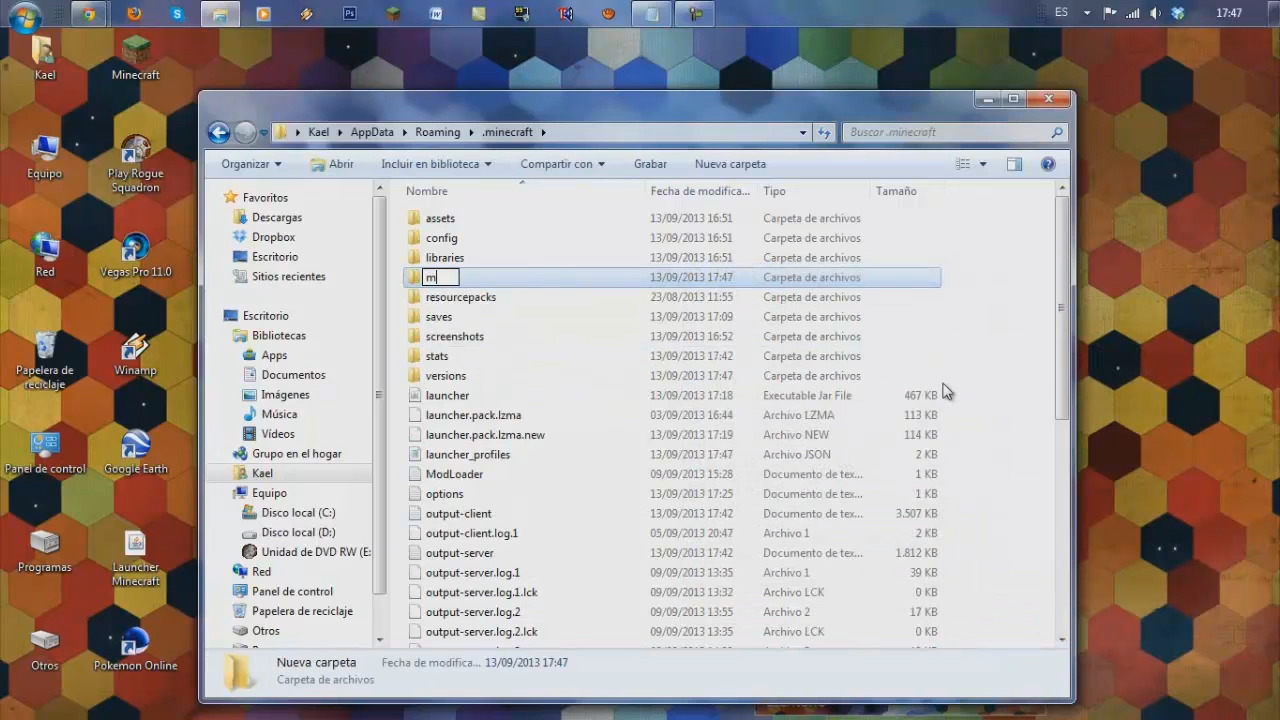 ES
17:47
Kael
Minecraft
Equipo
Play Rogue Squadron
Red
Vegas Pro 11.0
Papelera de reciclaje
Winamp
Panel de control
Google Earth
Programas
Launcher Minecraft
Otros
Pokemon Online
Kael
AppData
Roaming
.minecraft
Buscar .minecraft
Organizar
Abrir
Incluir en biblioteca
Compartir con
Grabar
Nueva carpeta
Favoritos
Descargas
Dropbox
Escritorio
Sitios recientes
Escritorio
Bibliotecas
Apps
Documentos
Imágenes
Música
Vídeos
Grupo en el hogar
Kael
Equipo
Disco local (C:)
Disco local (D:)
Unidad de DVD RW (E:
Red
Panel de control
Papelera de reciclaje
Otros
Nombre Fecha de modifica... Tipo Tamaño
assets 13/09/2013 16:51 Carpeta de archivos
config 13/09/2013 16:51 Carpeta de archivos
libraries 13/09/2013 16:51 Carpeta de archivos
m 13/09/2013 17:47 Carpeta de archivos
resourcepacks 23/08/2013 11:55 Carpeta de archivos
saves 13/09/2013 17:09 Carpeta de archivos
screenshots 13/09/2013 16:52 Carpeta de archivos
stats 13/09/2013 17:42 Carpeta de archivos
versions 13/09/2013 17:47 Carpeta de archivos
launcher 13/09/2013 17:18 Executable Jar File 467 KB
launcher.pack.lzma 03/09/2013 16:44 Archivo LZMA 113 KB
launcher.pack.lzma.new 13/09/2013 17:19 Archivo NEW 114 KB
launcher_profiles 13/09/2013 17:47 Archivo JSON 2 KB
ModLoader 09/09/2013 15:28 Documento de tex... 1 KB
options 13/09/2013 17:25 Documento de tex... 1 KB
output-client 13/09/2013 17:42 Documento de tex... 3.507 KB
output-client.log.1 05/09/2013 20:47 Archivo 1 2 KB
output-server 13/09/2013 17:42 Documento de tex... 1.812 KB
output-server.log.1 09/09/2013 13:35 Archivo 1 39 KB
output-server.log.1.lck 09/09/2013 13:32 Archivo LCK 0 KB
output-server.log.2 09/09/2013 13:55 Archivo 2 17 KB
output-server.log.2.lck 09/09/2013 13:35 Archivo LCK 0 KB
Nueva carpeta Fecha de modifica... 13/09/2013 17:47
Carpeta de archivos